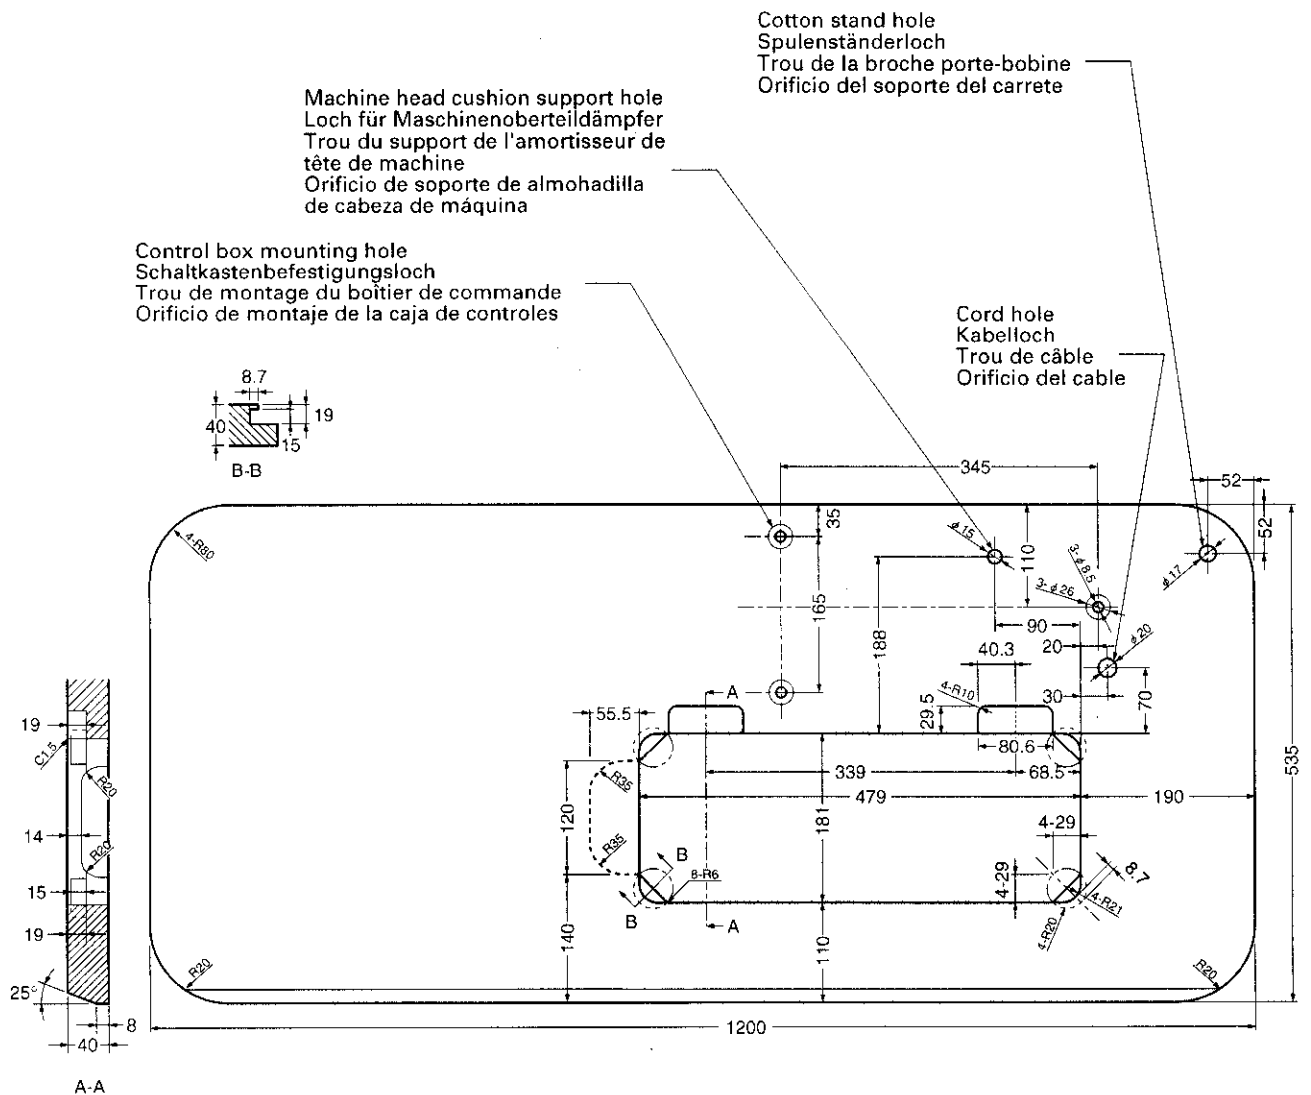 Cotton stand hole
Spulenständerloch
Trou de la broche porte-bobine
Orificio del soporte del carrete
Machine head cushion support hole
Loch für Maschinenoberteildämpfer
Trou du support de l'amortisseur de
tête de machine
Orificio de soporte de almohadilla
de cabeza de máquina
Control box mounting hole
Schaltkastenbefestigungsloch
Trou de montage du boîtier de commande
Orificio de montaje de la caja de controles
Cord hole
Kabelloch
Trou de câble
Orificio del cable
8.7
40
19
15
B-B
345
52
52
4-R80
35
φ15
110
3-φ8.5
3-φ26
φ17
165
188
90
20
φ20
40.3
30
70
A
4-R10
29.5
55.5
80.6
19
C1.5
R20
R35
339
68.5
535
479
190
120
181
4-29
14
R20
R35
B
8-R6
4-29
8.7
15
4-R21
B
A
4-R20
19
140
110
R20
R20
25°
8
40
1200
A-A